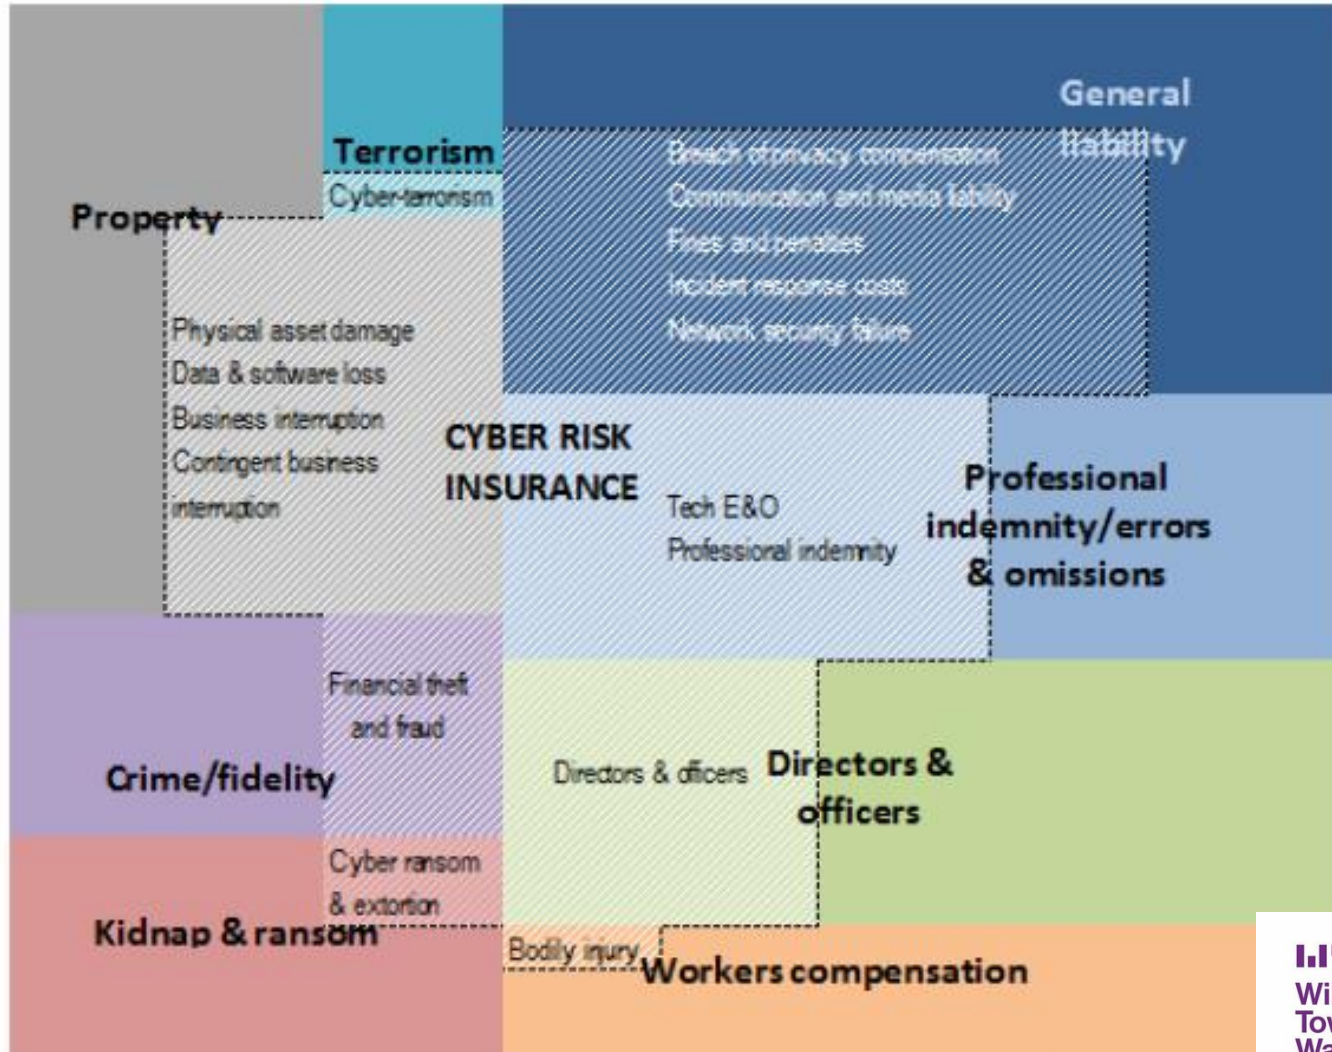 General
liability
Terrorism
Cyber-terrorism
Property
Breach of privacy compensation
Communication and media liability
Fines and penalties
Incident response costs
Network security failure
Physical asset damage
Data & software loss
Business interruption
Contingent business
interruption
CYBER RISK
INSURANCE
Tech E&O
Professional indemnity
Professional
indemnity/errors
& omissions
Financial theft
and fraud
Crime/fidelity
Directors & officers
Directors &
officers
Cyber ransom
& extortion
Kidnap & ransom
Bodily injury
Workers compensation